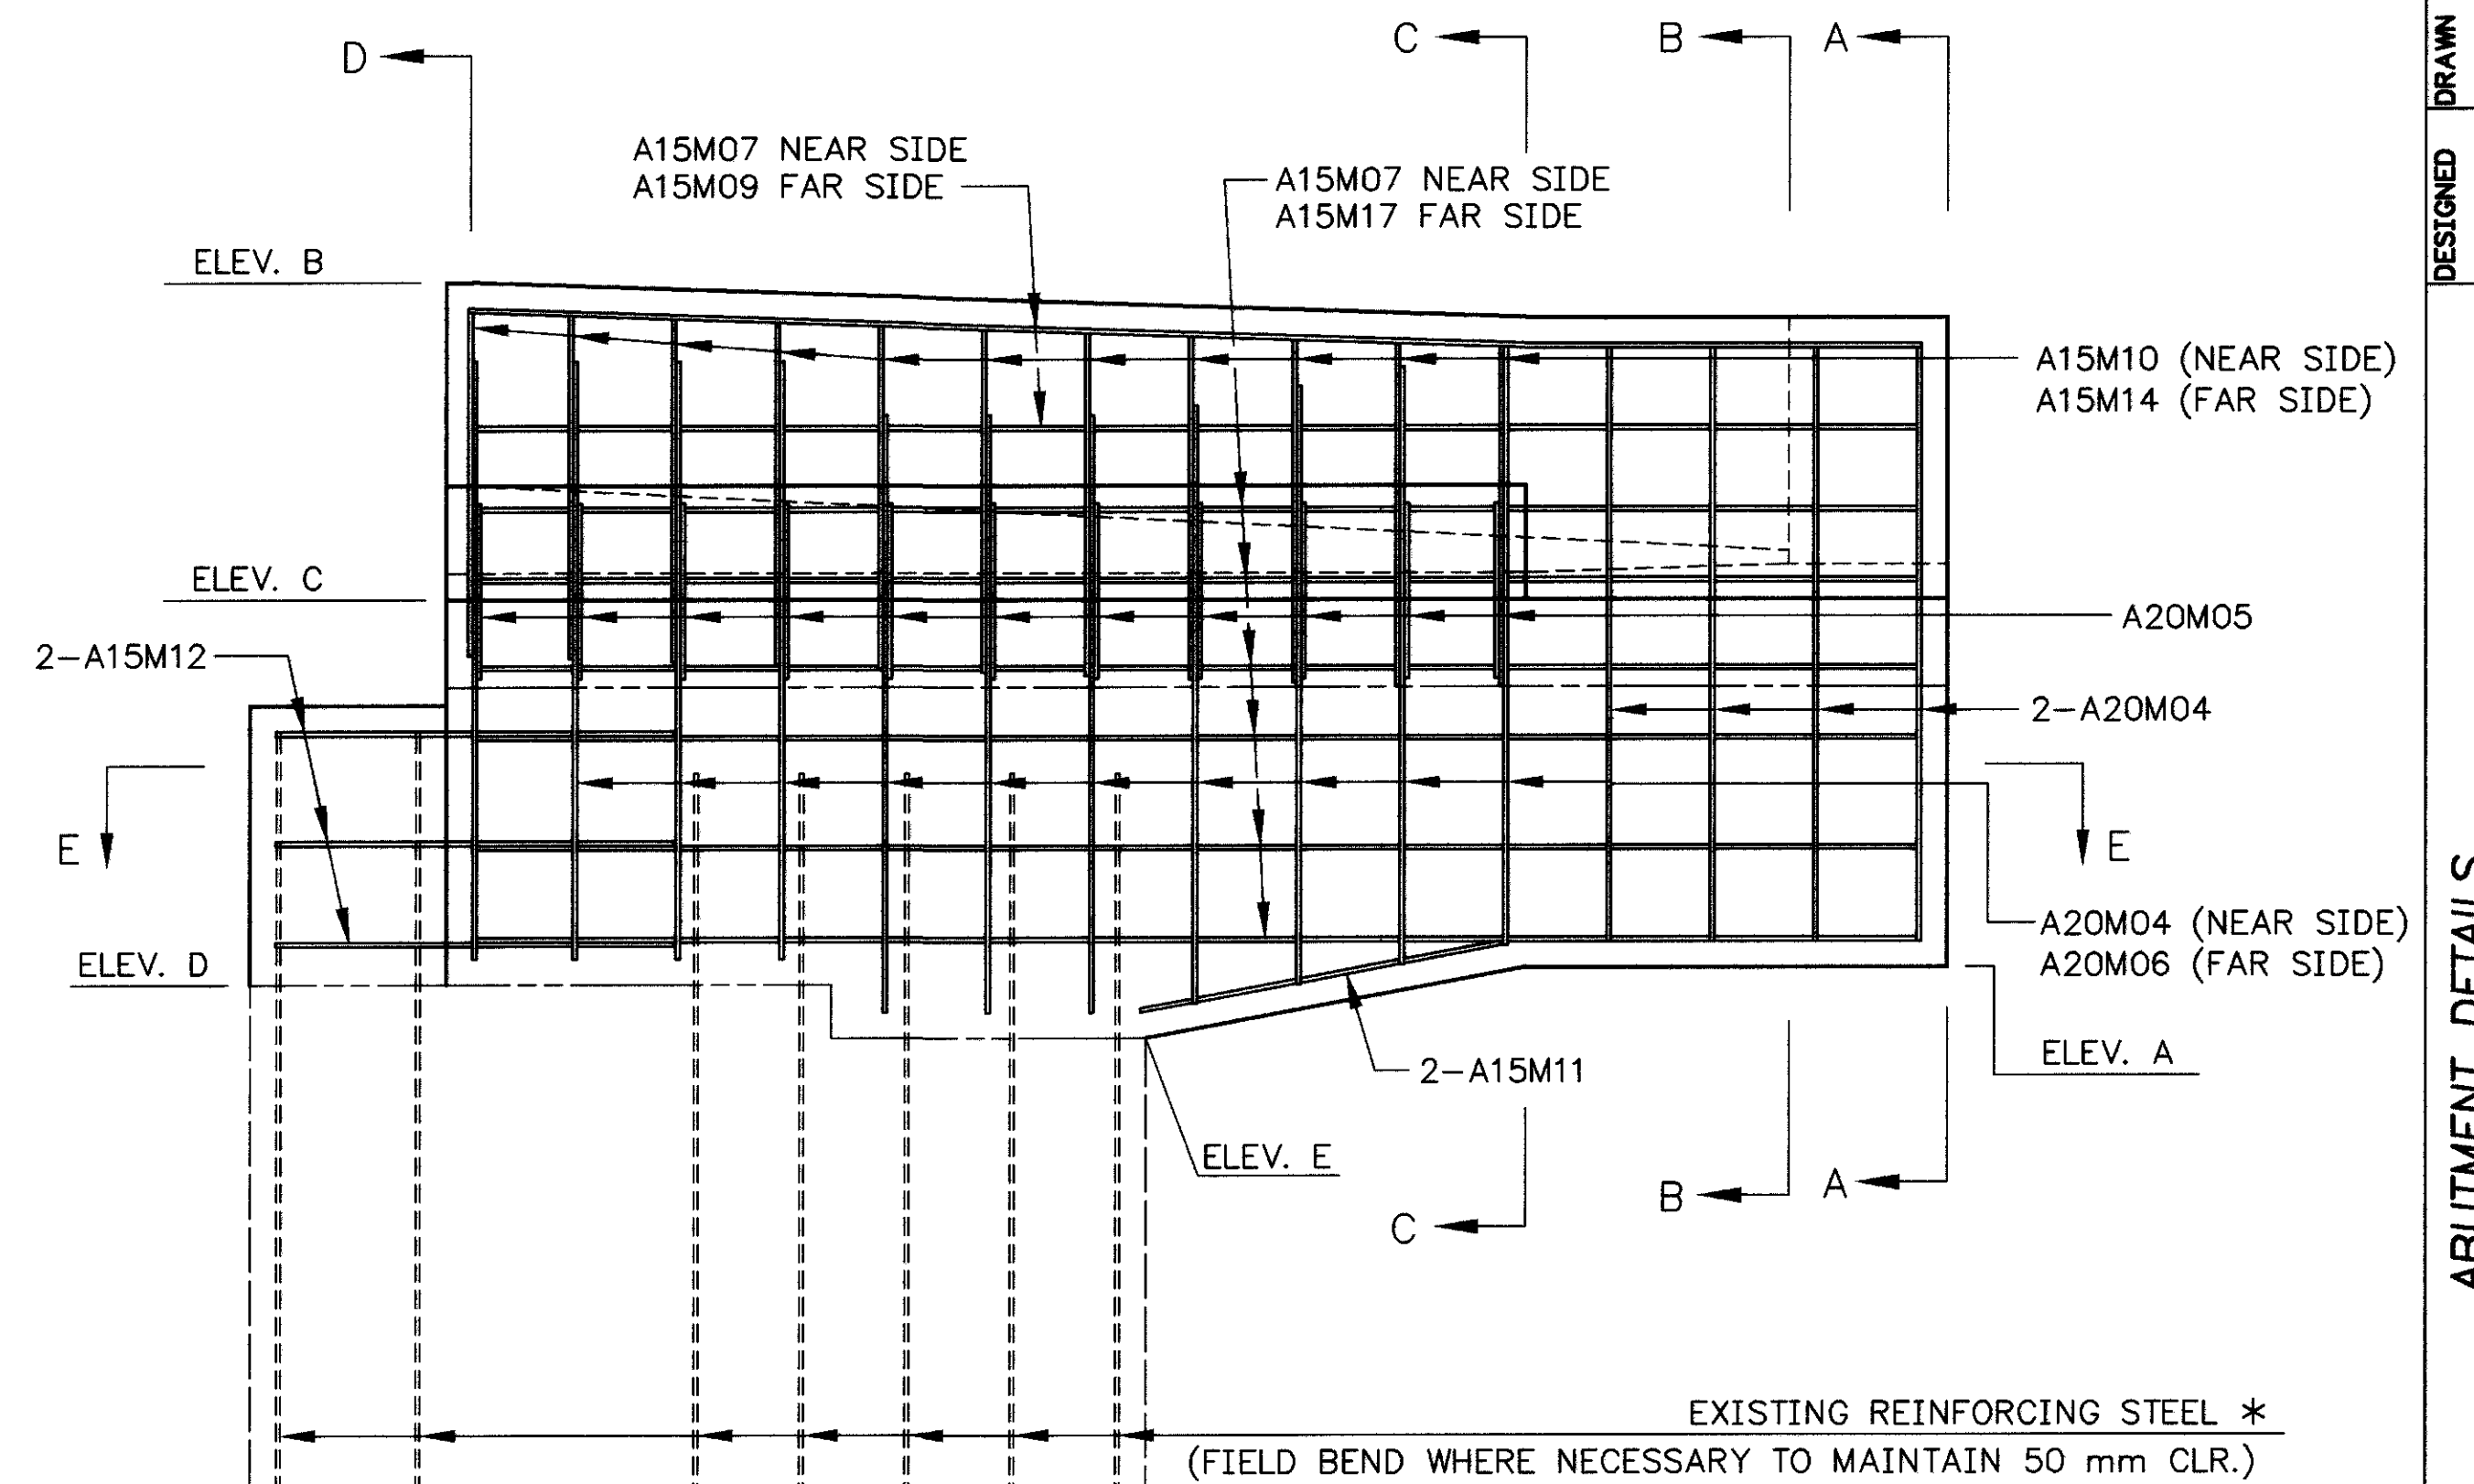 D
C
B
A
DRAWN
DESIGNED
A15M07 NEAR SIDE
A15M09 FAR SIDE
A15M07 NEAR SIDE
A15M17 FAR SIDE
ELEV. B
A15M10 (NEAR SIDE)
A15M14 (FAR SIDE)
ELEV. C
A20M05
2-A15M12
2-A20M04
E
E
A20M04 (NEAR SIDE)
A20M06 (FAR SIDE)
ELEV. D
ELEV. A
2-A15M11
ELEV. E
C
B
A
ABUTMENT DETAILS
EXISTING REINFORCING STEEL *
(FIELD BEND WHERE NECESSARY TO MAINTAIN 50 mm CLR.)